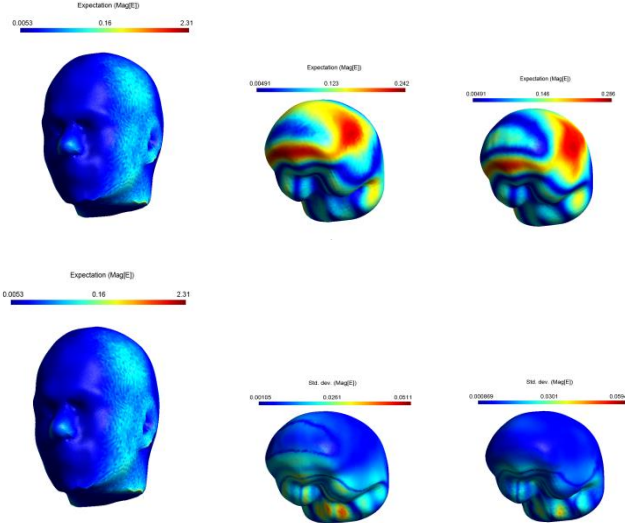 Expectation (Mag[E])
0.0053 0.16 2.31
Expectation (Mag[E])
0.00491 0.123 0.242
Expectation (Mag[E])
0.00491 0.146 0.286
Expectation (Mag[E])
0.0053 0.16 2.31
Std. dev. (Mag[E])
0.00105 0.0261 0.0511
Std. dev. (Mag[E])
0.000869 0.0301 0.0594